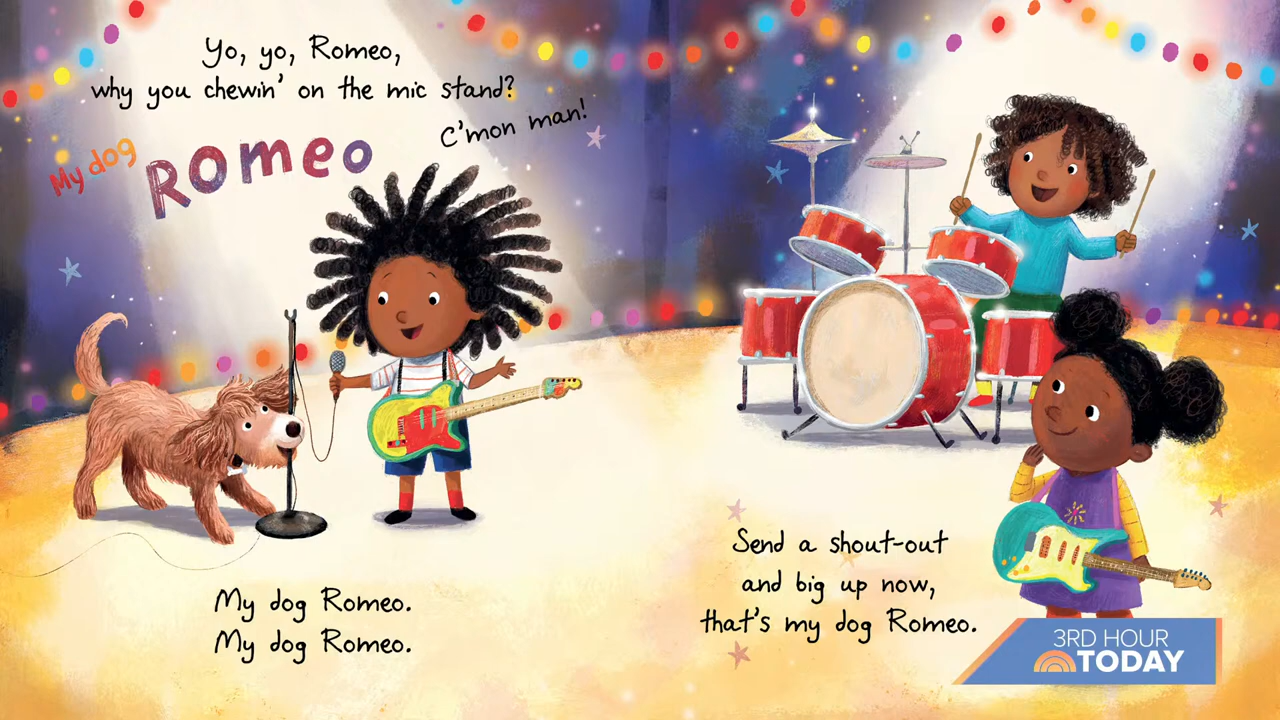 Yo, yo, Romeo,
why you chewin' on the mic stand?
C'mon man!
My dog
ROMEO
My dog Romeo.
My dog Romeo.
Send a shout-out
and big up now,
that's my dog Romeo.
3RD HOUR
TODAY